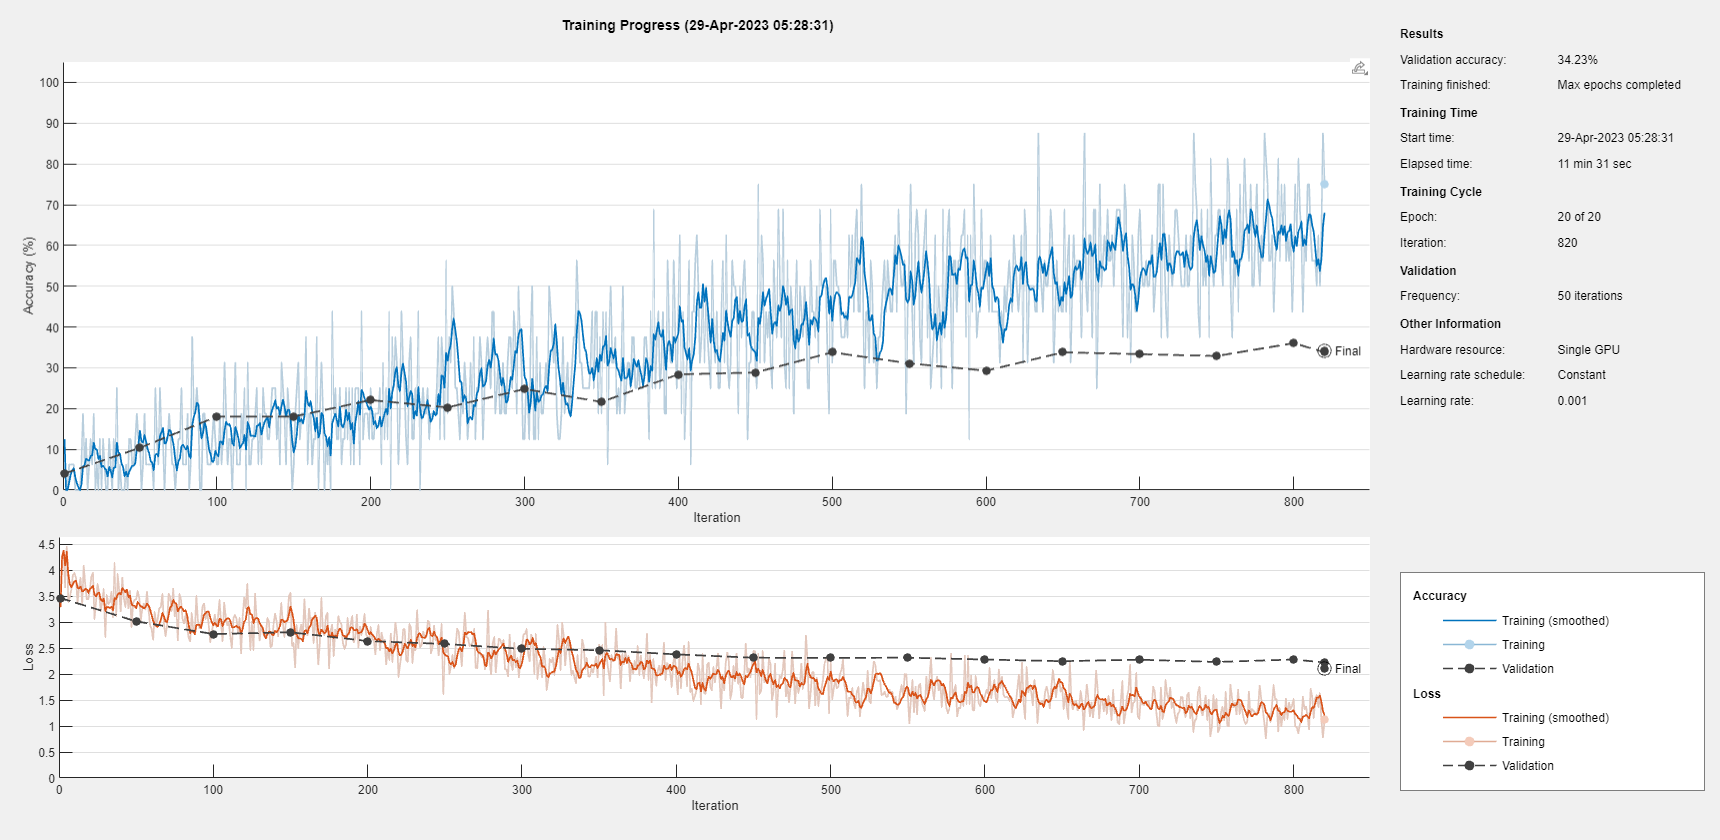 Training Progress (29-Apr-2023 05:28:31)
Accuracy (%)
100
90
80
70
60
50
40
30
20
10
0
0 100 200 300 400 500 600 700 800
Iteration
Final
Loss
4.5
4
3.5
3
2.5
2
1.5
1
0.5
0
0 100 200 300 400 500 600 700 800
Iteration
Final
Results
Validation accuracy: 34.23%
Training finished: Max epochs completed
Training Time
Start time: 29-Apr-2023 05:28:31
Elapsed time: 11 min 31 sec
Training Cycle
Epoch: 20 of 20
Iteration: 820
Validation
Frequency: 50 iterations
Other Information
Hardware resource: Single GPU
Learning rate schedule: Constant
Learning rate: 0.001
Accuracy
Training (smoothed)
Training
Validation
Loss
Training (smoothed)
Training
Validation